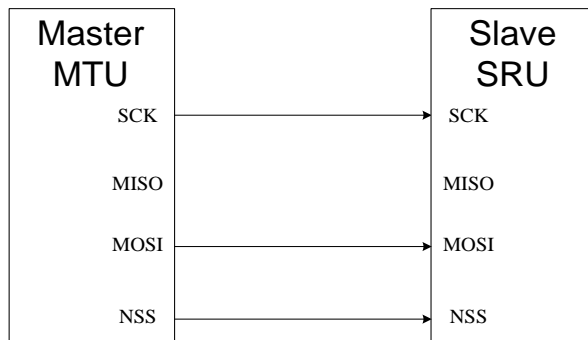 Master
MTU
Slave
SRU
SCK
SCK
MISO
MISO
MOSI
MOSI
NSS
NSS